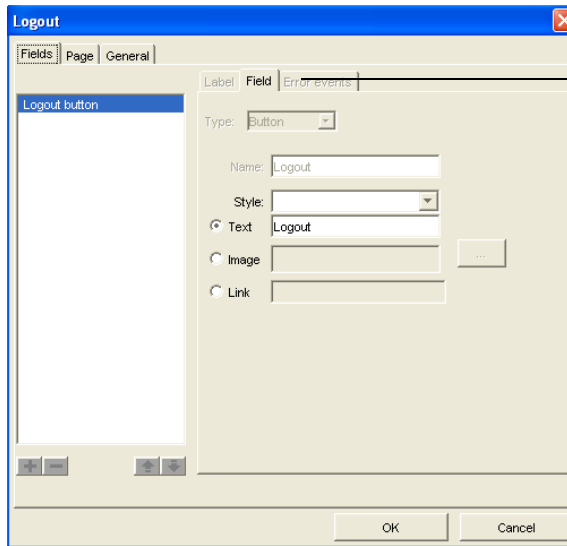 Logout
Fields Page General
Label Field Error events
Logout button
Type: Button
Name: Logout
Style:
Text Logout
Image ...
Link
OK Cancel